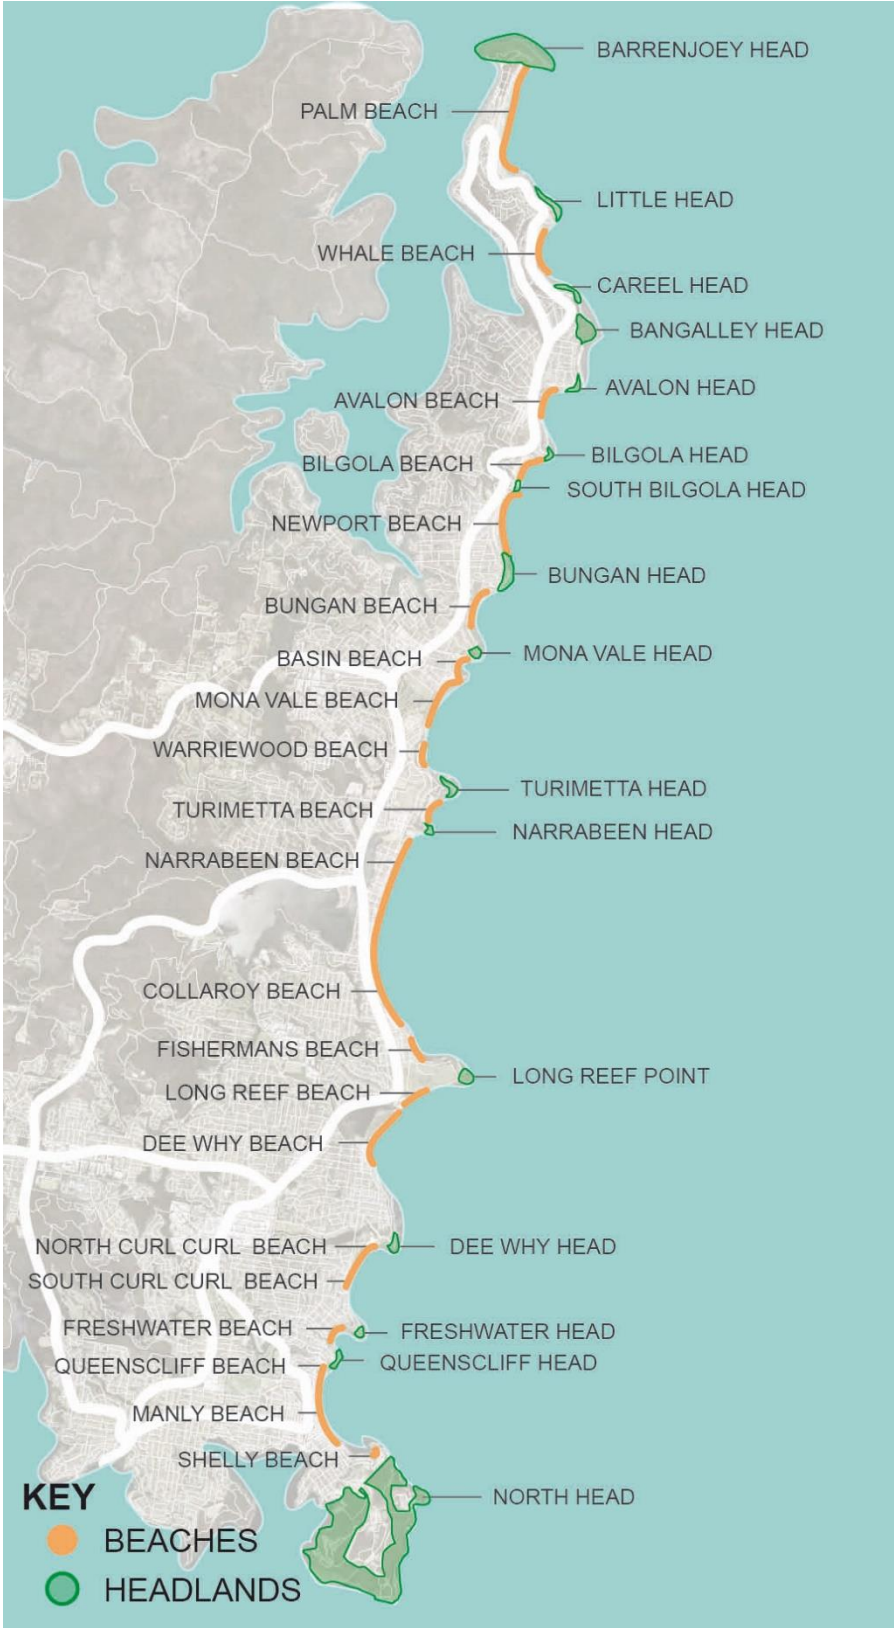 BARRENJOEY HEAD
PALM BEACH
LITTLE HEAD
WHALE BEACH
CAREEL HEAD
BANGALLEY HEAD
AVALON HEAD
AVALON BEACH
BILGOLA HEAD
BILGOLA BEACH
SOUTH BILGOLA HEAD
NEWPORT BEACH
BUNGAN HEAD
BUNGAN BEACH
MONA VALE HEAD
BASIN BEACH
MONA VALE BEACH
WARRIEWOOD BEACH
TURIMETTA HEAD
TURIMETTA BEACH
NARRABEEN HEAD
NARRABEEN BEACH
COLLAROY BEACH
FISHERMANS BEACH
LONG REEF POINT
LONG REEF BEACH
DEE WHY BEACH
NORTH CURL CURL  BEACH
DEE WHY HEAD
SOUTH CURL CURL  BEACH
FRESHWATER BEACH
FRESHWATER HEAD
QUEENSCLIFF HEAD
QUEENSCLIFF BEACH
MANLY BEACH
SHELLY BEACH
NORTH HEAD
KEY
BEACHES
HEADLANDS